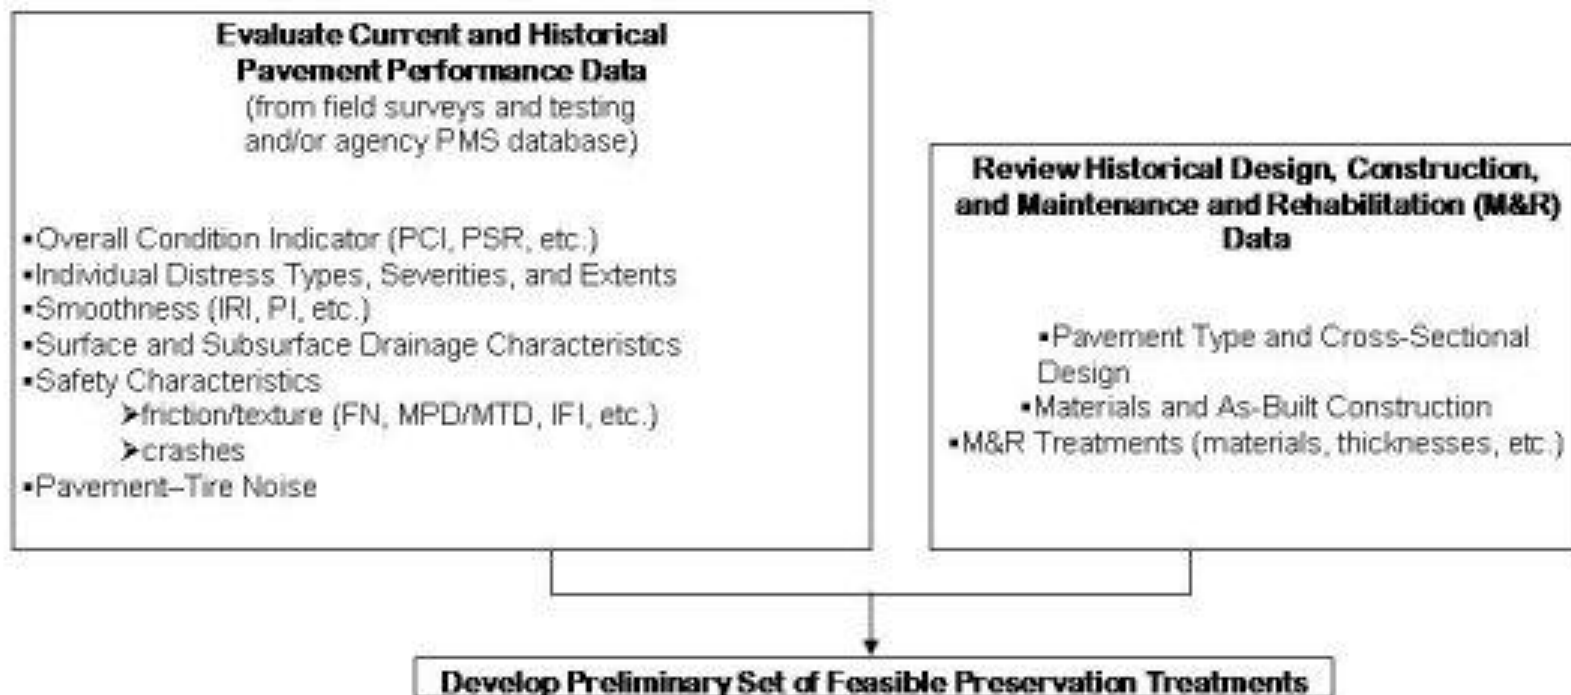 Evaluate Current and Historical
Pavement Performance Data
(from field surveys and testing
and/or agency PMS database)
▪Overall Condition Indicator (PCI, PSR, etc.)
▪Individual Distress Types, Severities, and Extents
▪Smoothness (IRI, PI, etc.)
▪Surface and Subsurface Drainage Characteristics
▪Safety Characteristics
➤friction/texture (FN, MPD/MTD, IFI, etc.)
➤crashes
▪Pavement–Tire Noise
Review Historical Design, Construction,
and Maintenance and Rehabilitation (M&R)
Data
▪Pavement Type and Cross-Sectional
Design
▪Materials and As-Built Construction
▪M&R Treatments (materials, thicknesses, etc.)
Develop Preliminary Set of Feasible Preservation Treatments